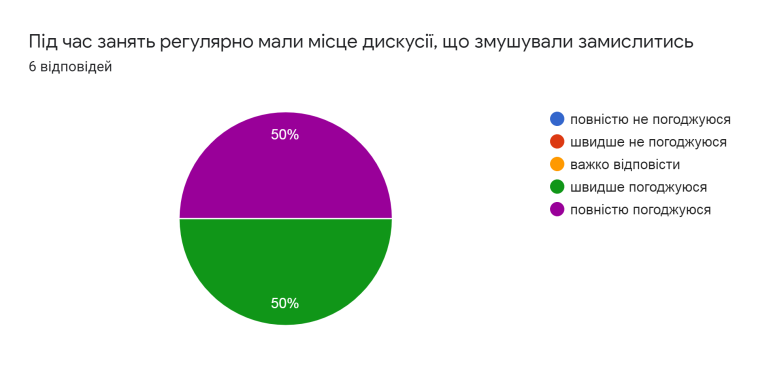 Під час занять регулярно мали місце дискусії, що змушували замислитись
6 відповідей
50%
50%
повністю не погоджуюся
швидше не погоджуюся
важко відповісти
швидше погоджуюся
повністю погоджуюся